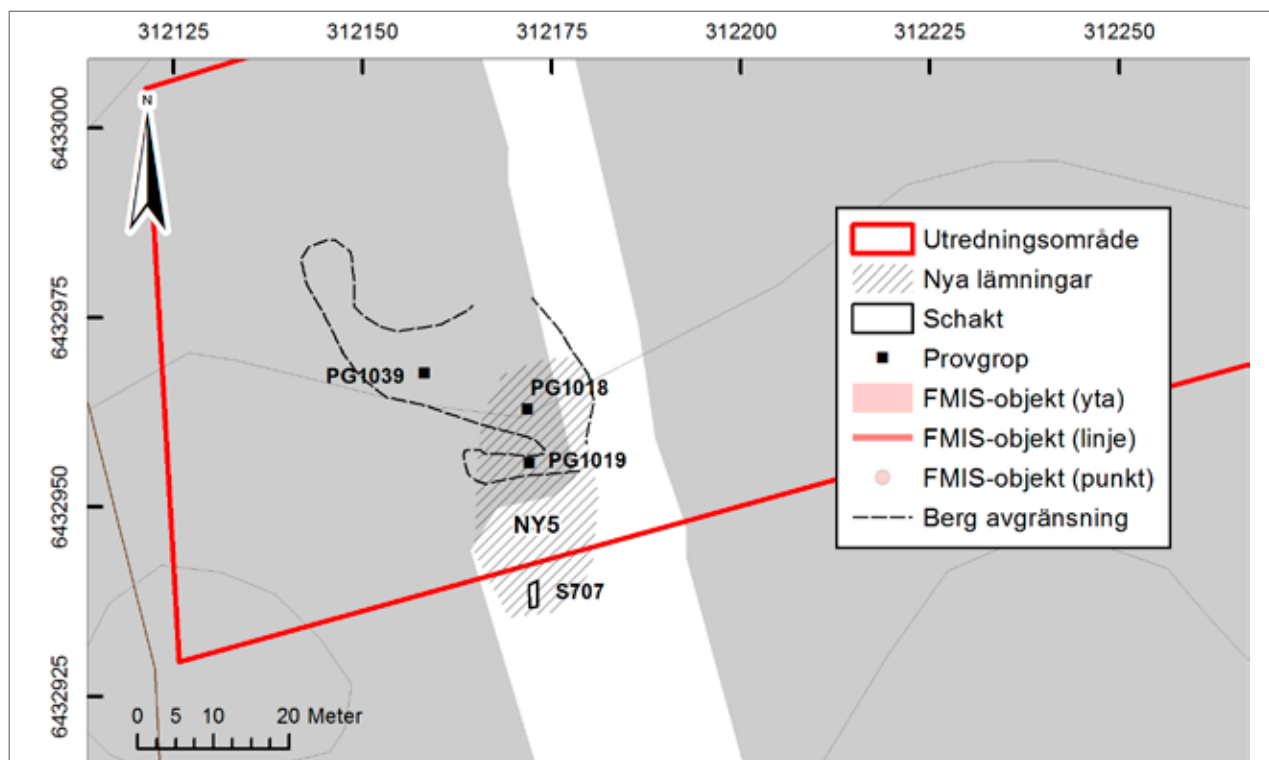 312125 312150 312175 312200 312225 312250
6433000
6432975
6432950
6432925
N
PG1039
PG1018
PG1019
NY5
S707
Utredningsområde
Nya lämningar
Schakt
Provgrop
FMIS-objekt (yta)
FMIS-objekt (linje)
FMIS-objekt (punkt)
Berg avgränsning
0 5 10 20 Meter